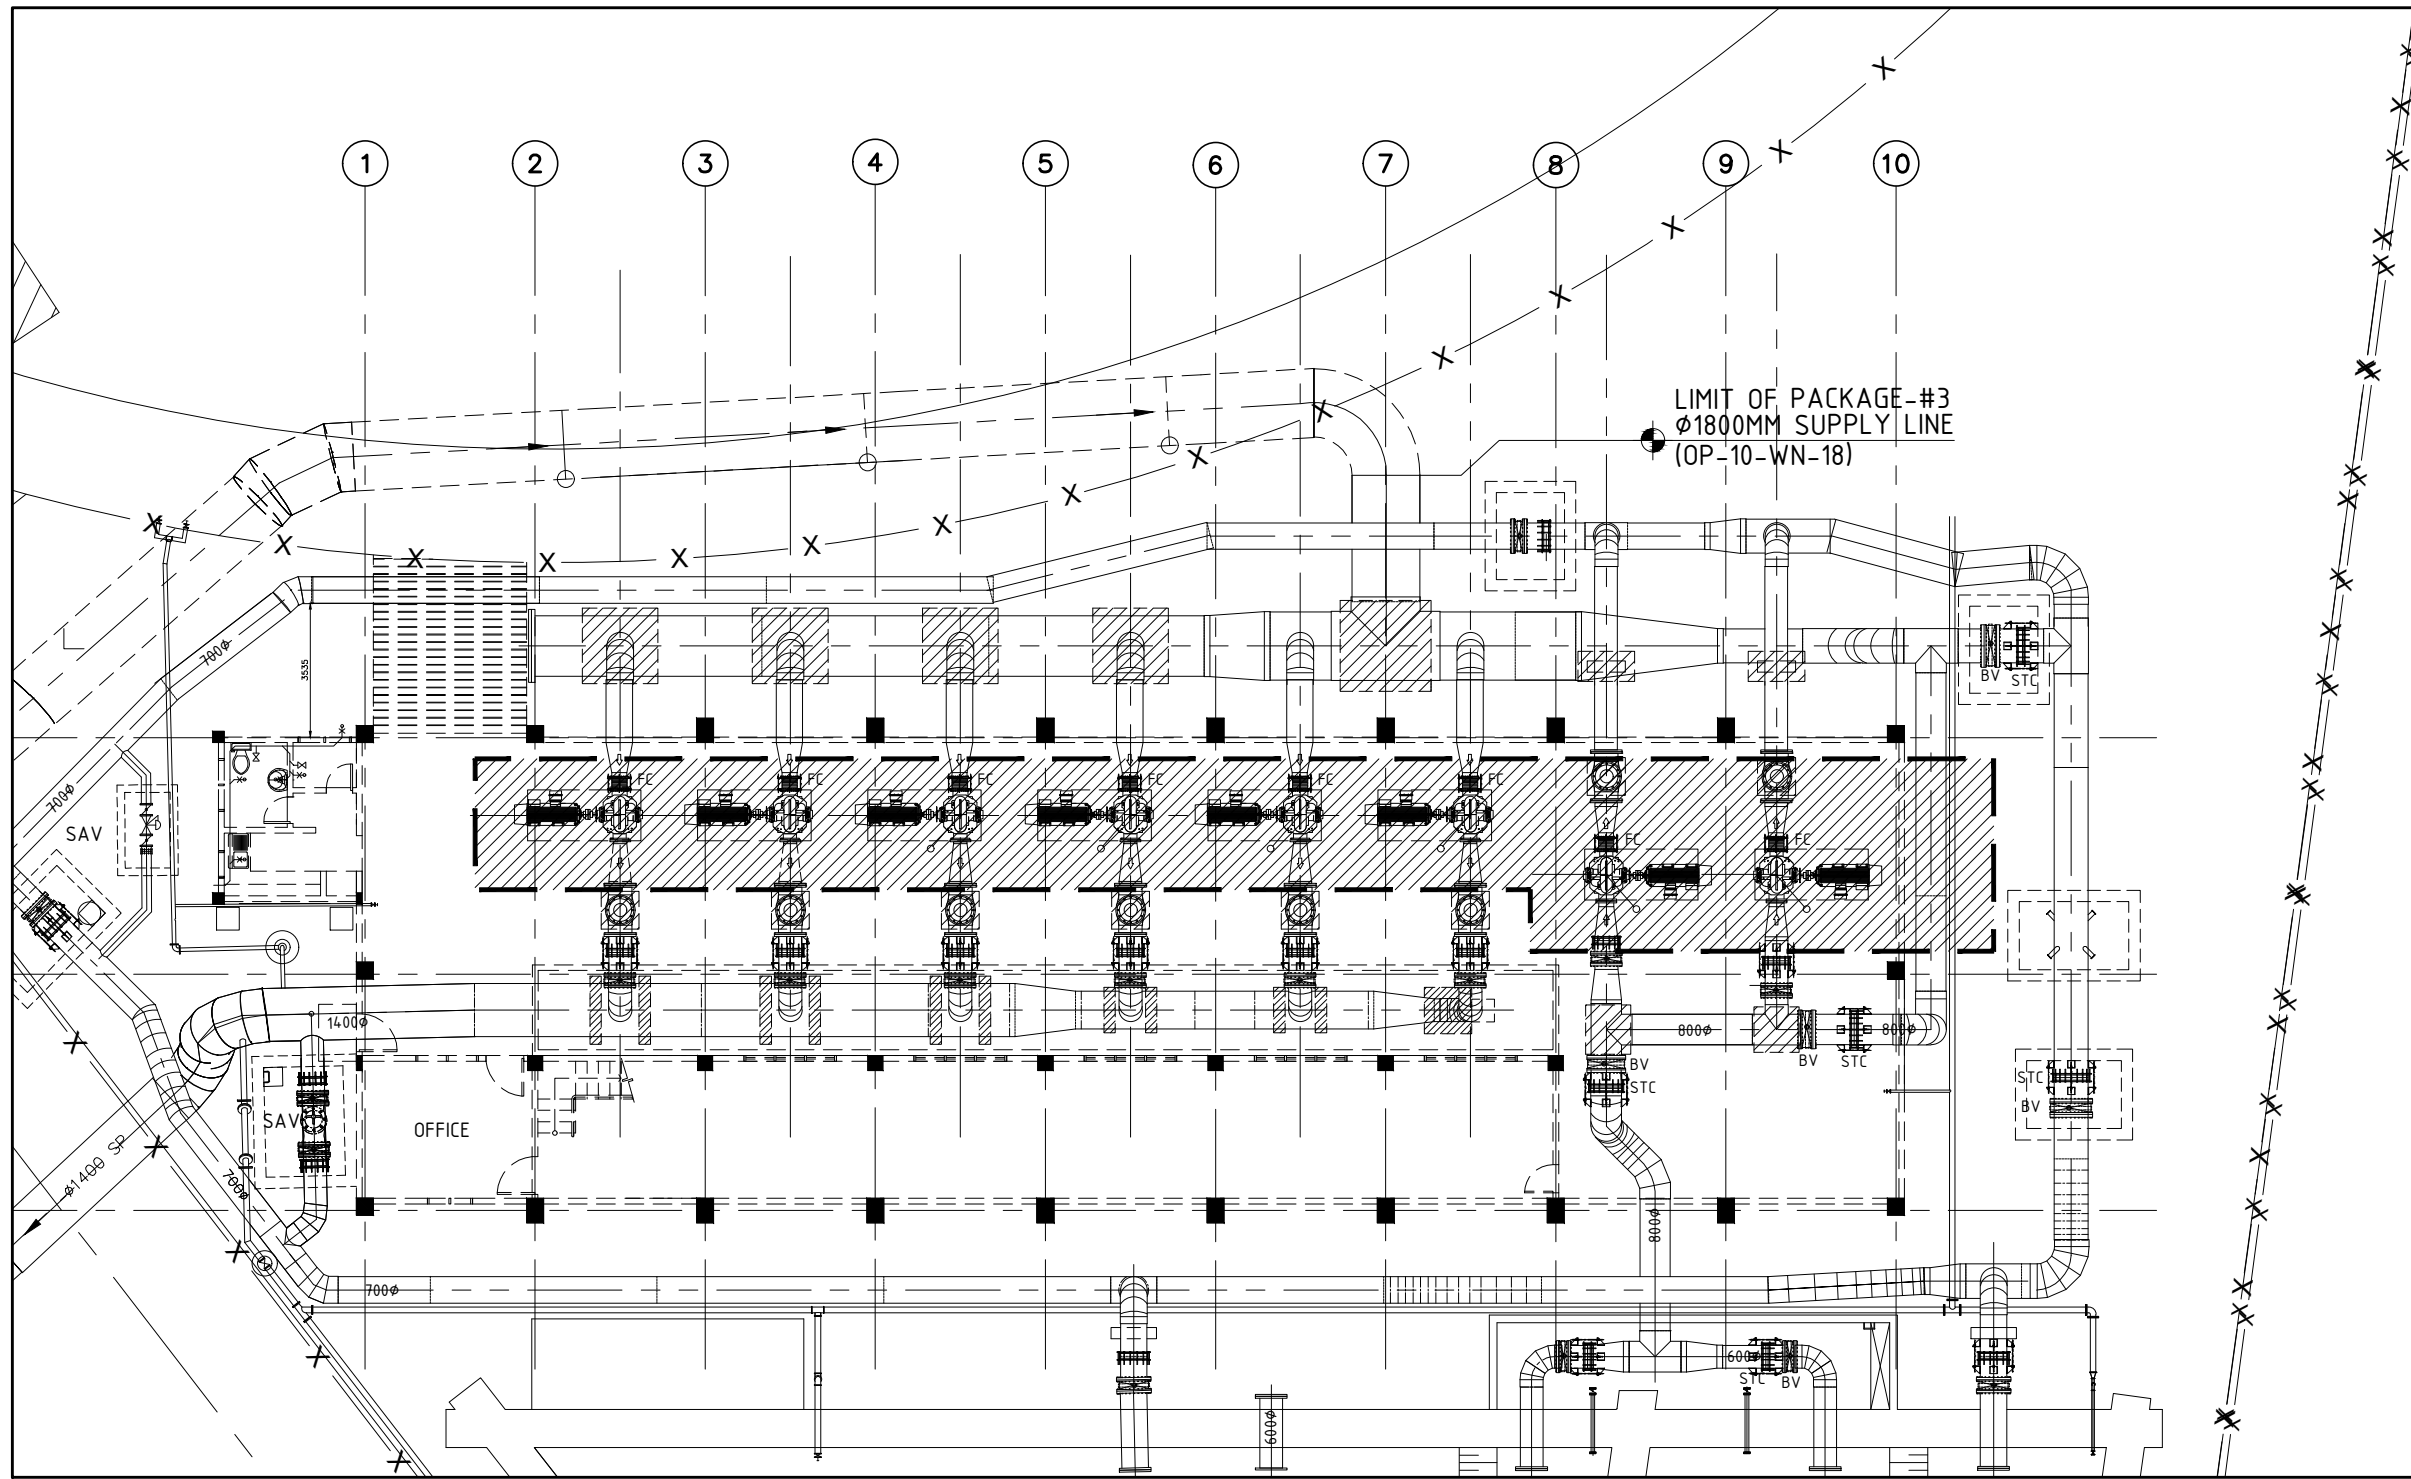 1
2
3
4
5
6
7
8
9
10
LIMIT OF PACKAGE-#3
Ø1800MM SUPPLY LINE
(OP-10-WN-18)
700Ø
3535
BV
STC
700Ø
SAV
FC
FC
FC
FC
FC
FC
FC
FC
1400Ø
800Ø
800Ø
BV
STC
BV
STC
STC
BV
SAV
OFFICE
Ø1400 SP
700Ø
800Ø
700Ø
600Ø
STC
BV
600Ø